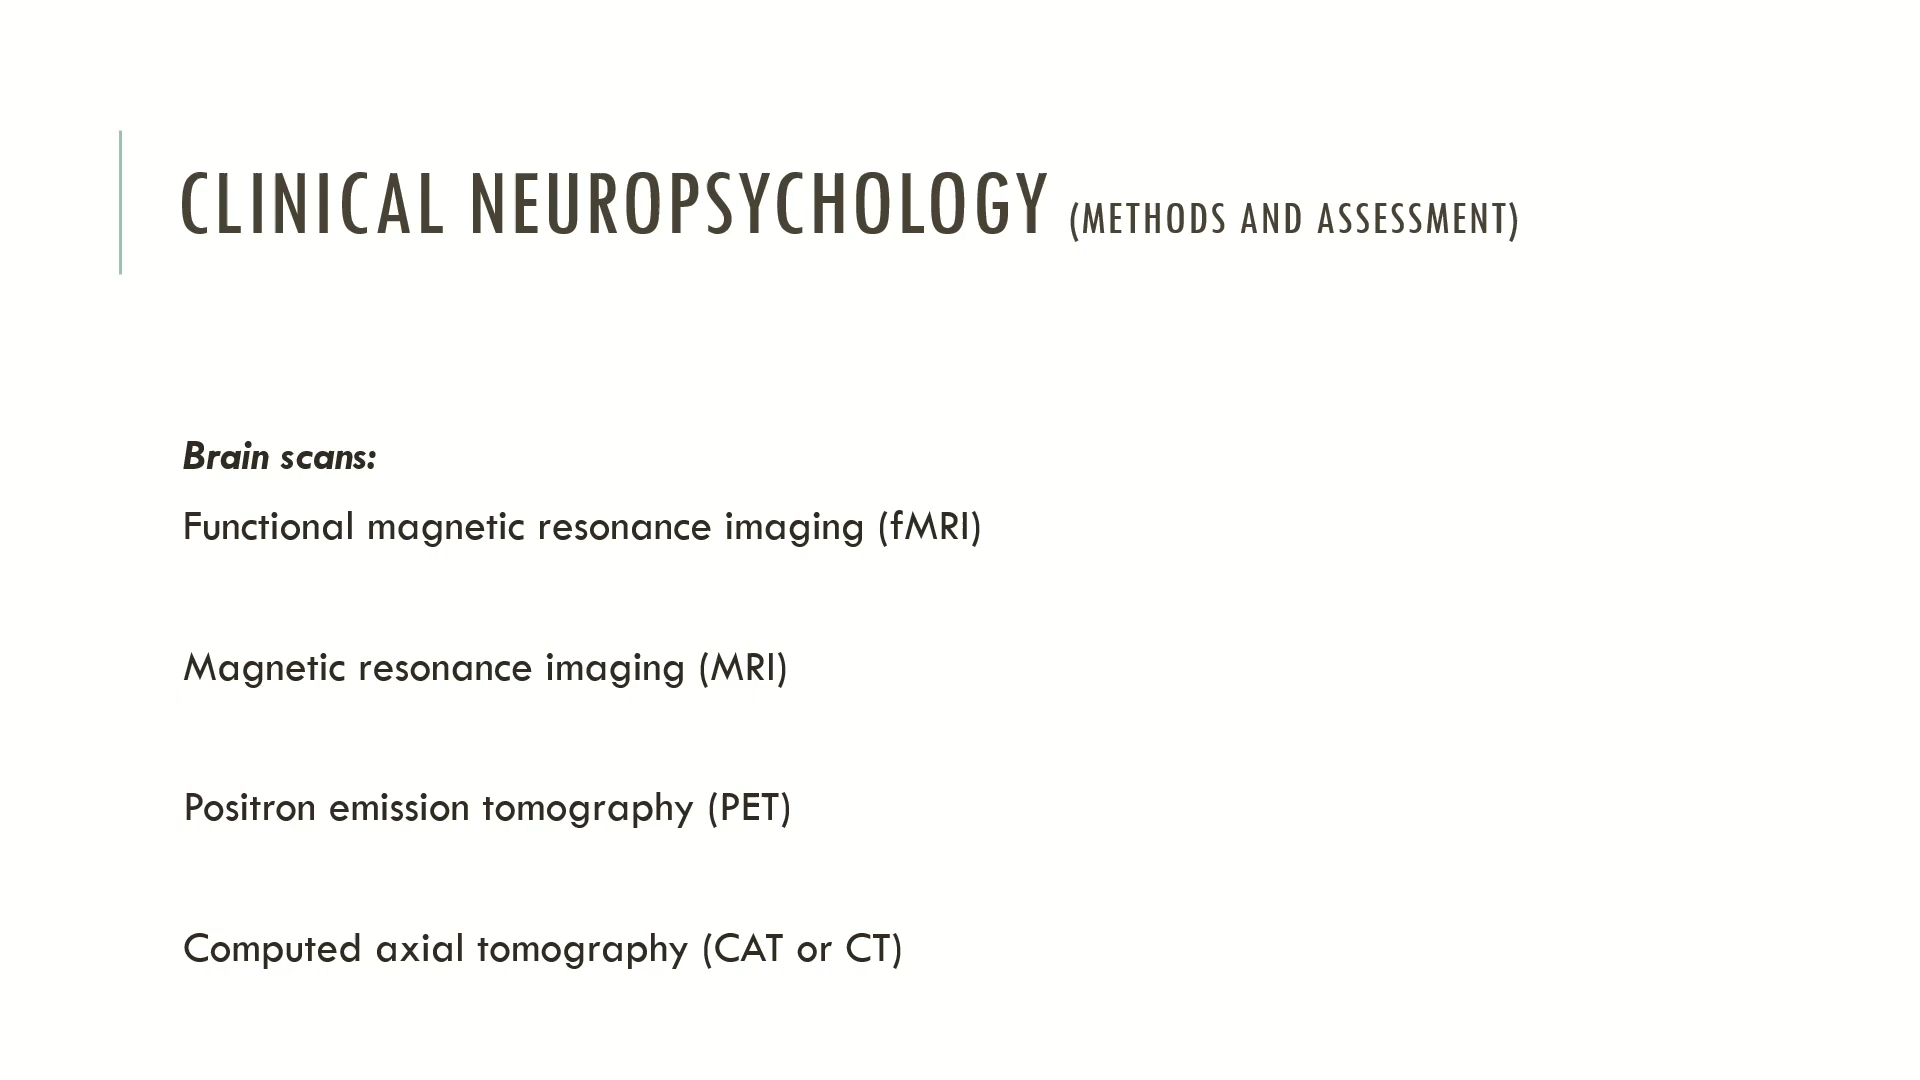 CLINICAL NEUROPSYCHOLOGY (METHODS AND ASSESSMENT)
Brain scans:
Functional magnetic resonance imaging (fMRI)
Magnetic resonance imaging (MRI)
Positron emission tomography (PET)
Computed axial tomography (CAT or CT)